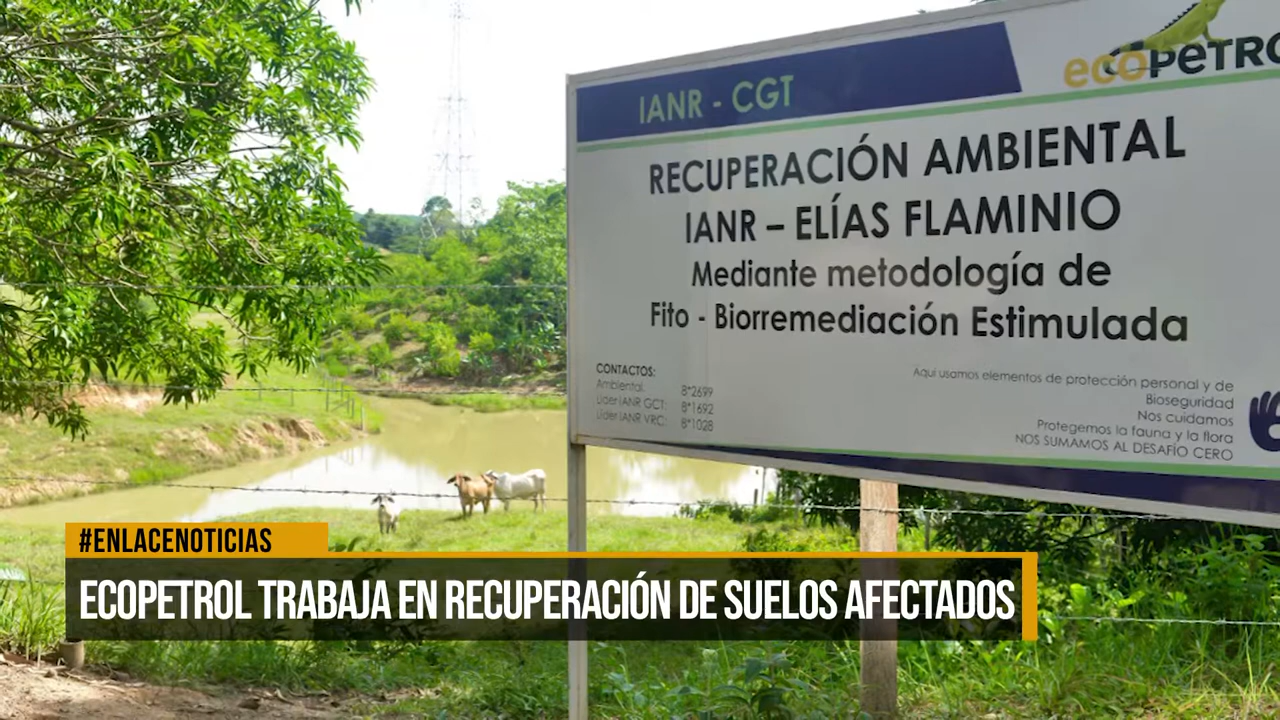 IANR - CGT
ecoPETRO
RECUPERACIÓN AMBIENTAL
IANR – ELÍAS FLAMINIO
Mediante metodología de
Fito - Biorremediación Estimulada
CONTACTOS:
Ambiental: 8*2699
Líder IANR GCT: 8*1692
Líder IANR VRC: 8*1028
Aquí usamos elementos de protección personal y de
Bioseguridad
Nos cuidamos
Protegemos la fauna y la flora
NOS SUMAMOS AL DESAFÍO CERO
#ENLACENOTICIAS
ECOPETROL TRABAJA EN RECUPERACIÓN DE SUELOS AFECTADOS